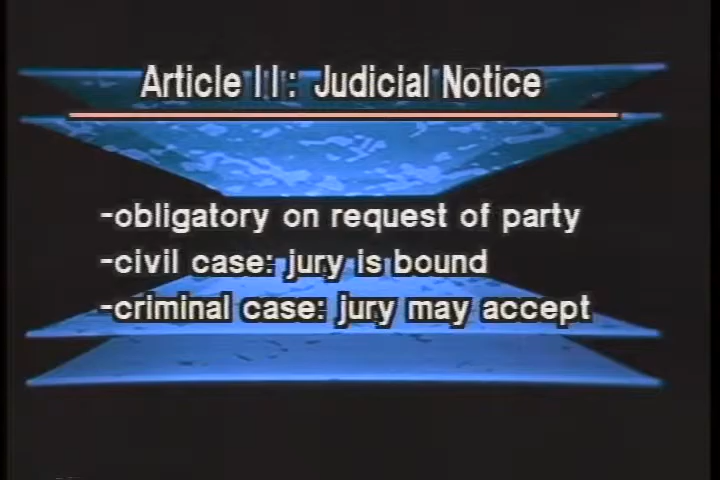 Article II: Judicial Notice
-obligatory on request of party
-civil case: jury is bound
-criminal case: jury may accept